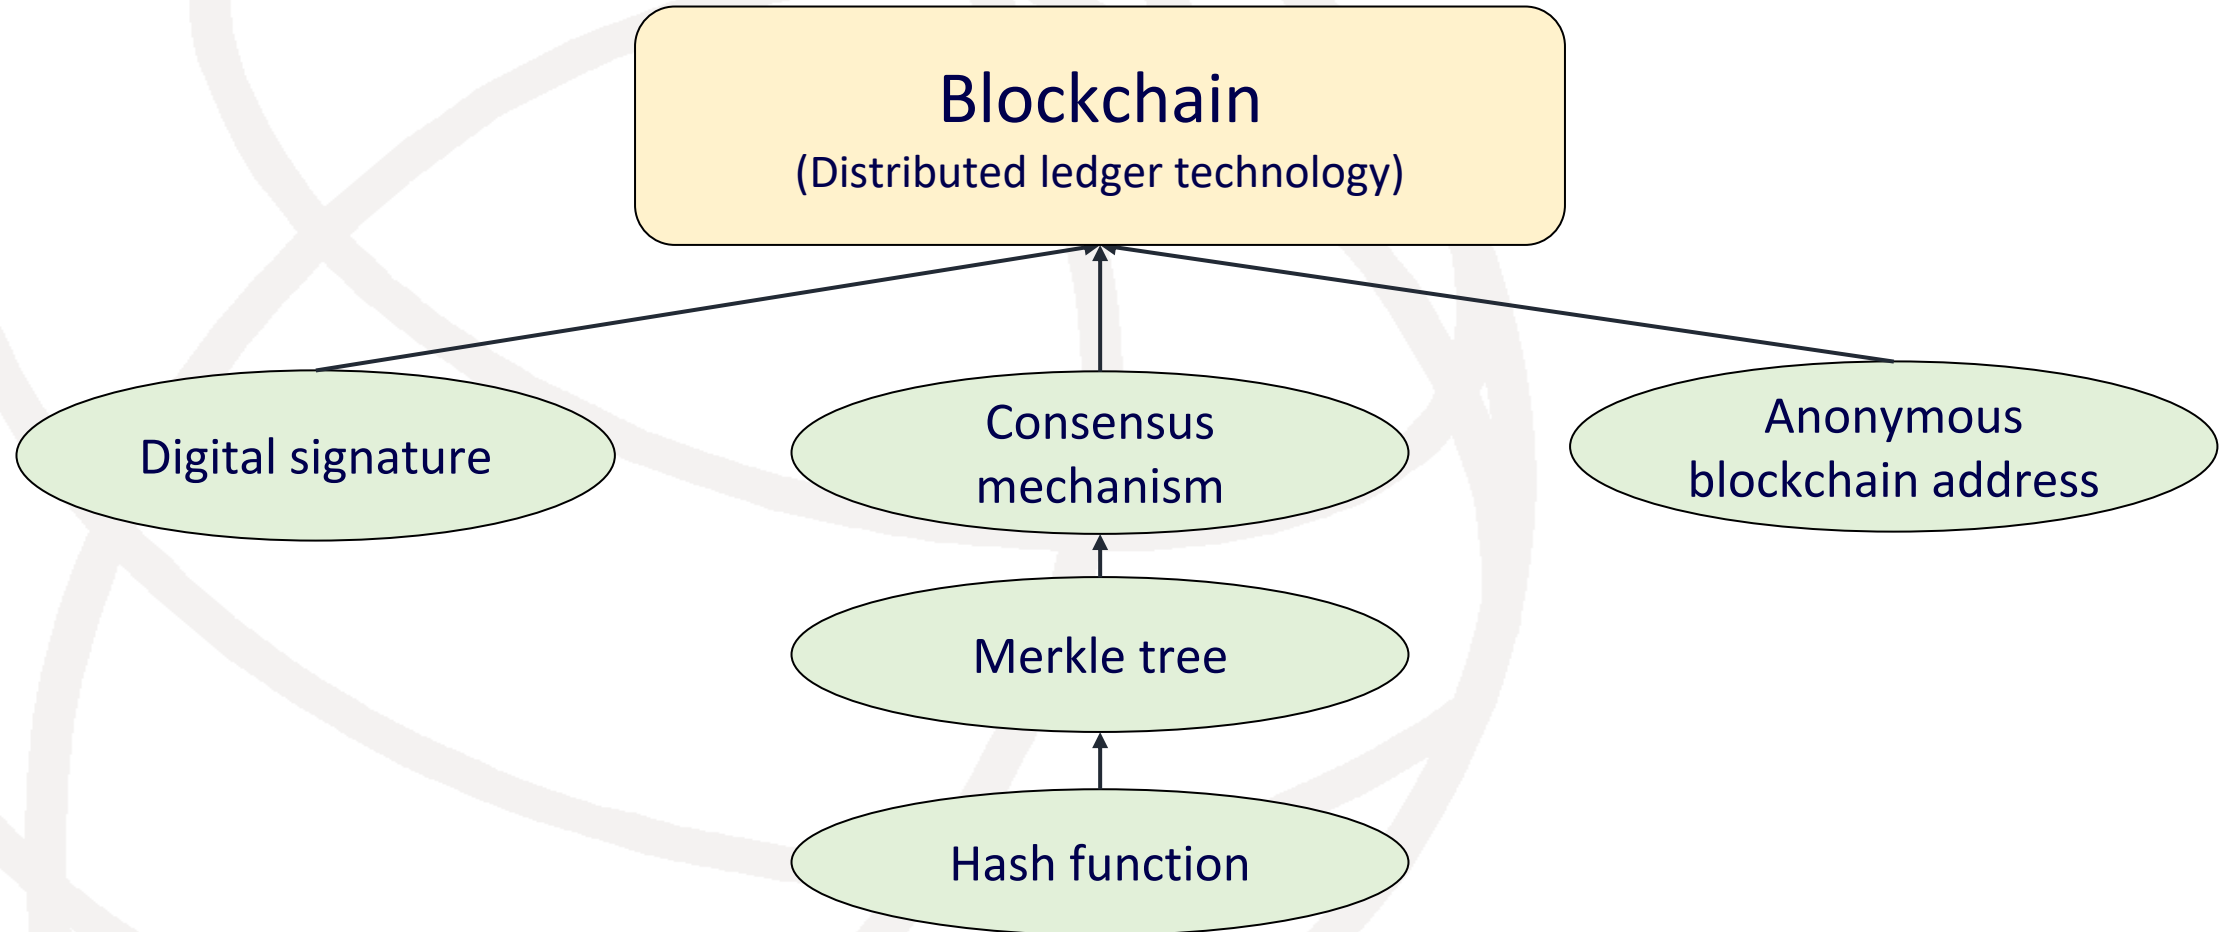 Blockchain
(Distributed ledger technology)
Digital signature
Consensus
mechanism
Anonymous
blockchain address
Merkle tree
Hash function